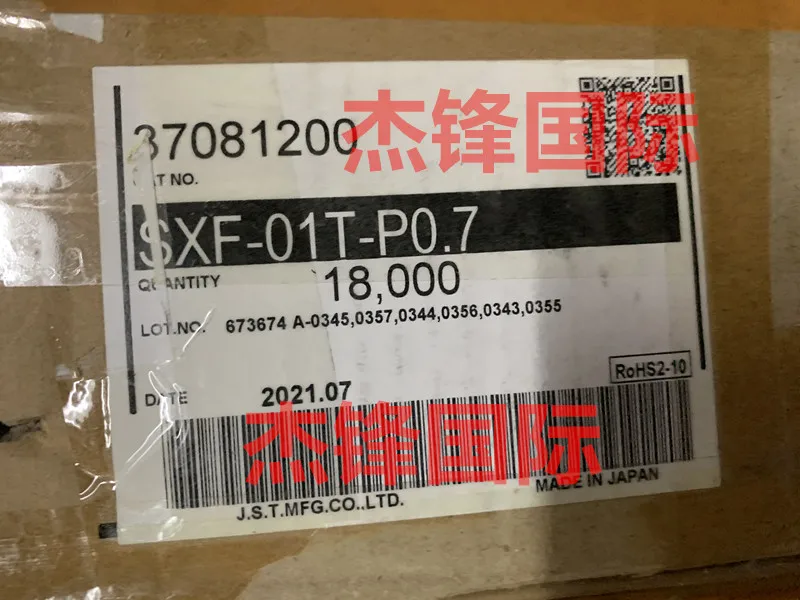 37081200
杰锋国际
CAT NO.
SXF-01T-P0.7
QUANTITY 18,000
LOT.NO. 673674 A-0345,0357,0344,0356,0343,0355
RoHS2-10
DATE 2021.07
杰锋国际
J.S.T.MFG.CO.,LTD. MADE IN JAPAN